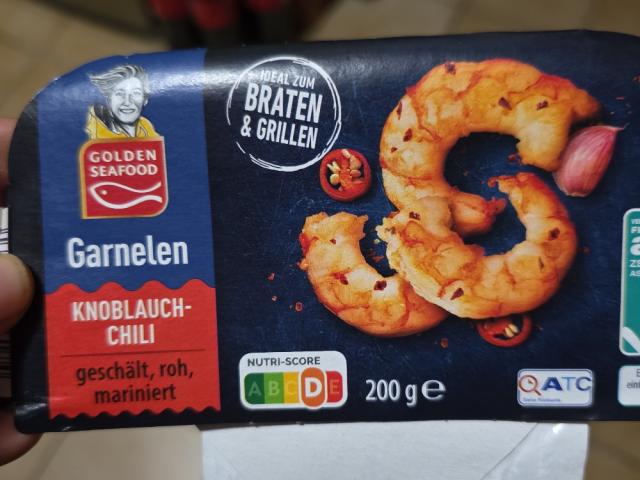 GOLDEN
SEAFOOD
Garnelen
KNOBLAUCH-
CHILI
geschält, roh,
mariniert
IDEAL ZUM
BRATEN
& GRILLEN
NUTRI-SCORE
A B C D E
200 g e
ATC